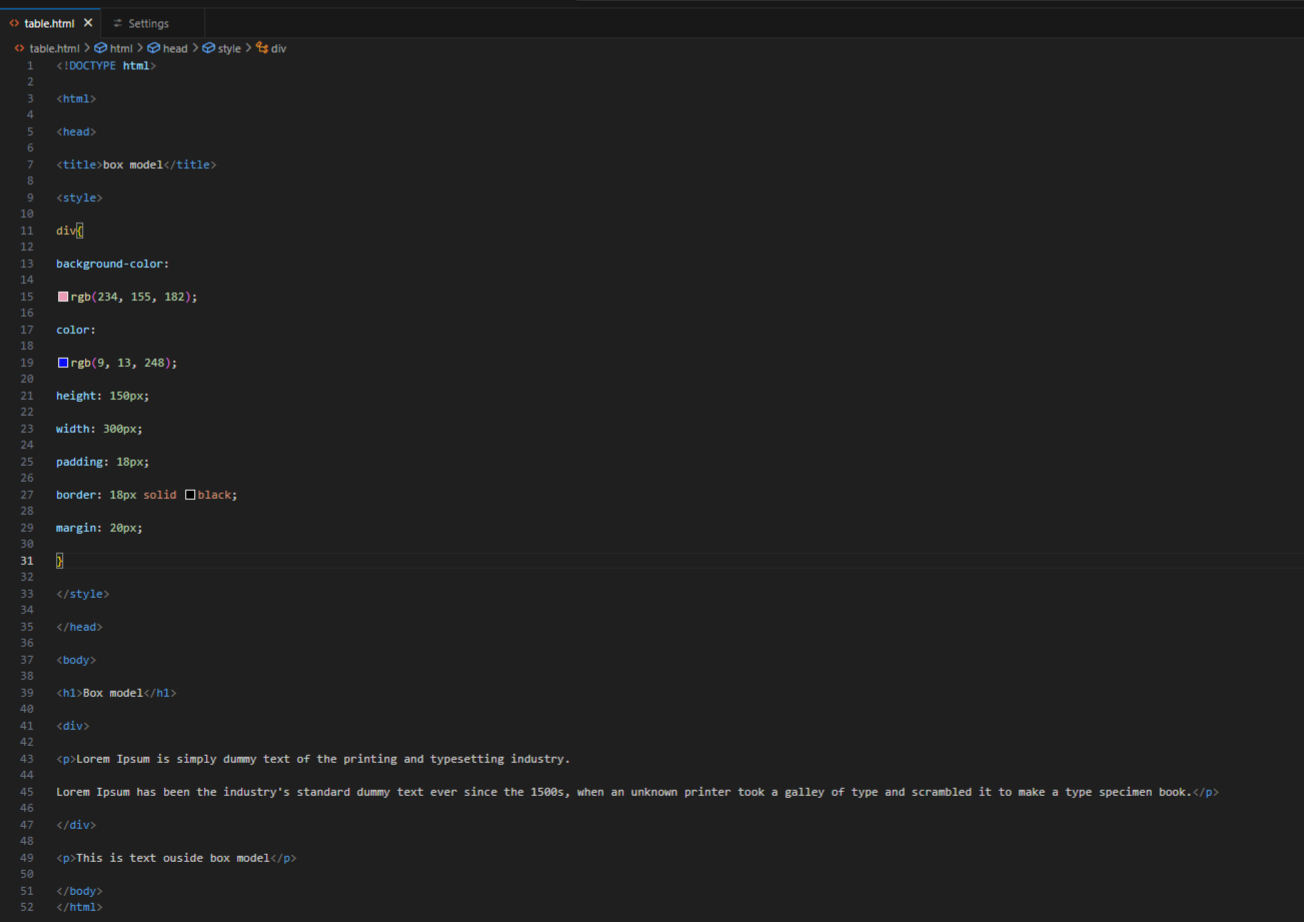 table.html
Settings
table.html > html > head > style > div
1 <!DOCTYPE html>
2
3 <html>
4
5 <head>
6
7 <title>box model</title>
8
9 <style>
10
11 div{
12
13 background-color:
14
15 rgb(234, 155, 182);
16
17 color:
18
19 rgb(9, 13, 248);
20
21 height: 150px;
22
23 width: 300px;
24
25 padding: 18px;
26
27 border: 18px solid black;
28
29 margin: 20px;
30
31 }
32
33 </style>
34
35 </head>
36
37 <body>
38
39 <h1>Box model</h1>
40
41 <div>
42
43 <p>Lorem Ipsum is simply dummy text of the printing and typesetting industry.
44
45 Lorem Ipsum has been the industry's standard dummy text ever since the 1500s, when an unknown printer took a galley of type and scrambled it to make a type specimen book.</p>
46
47 </div>
48
49 <p>This is text ouside box model</p>
50
51 </body>
52 </html>